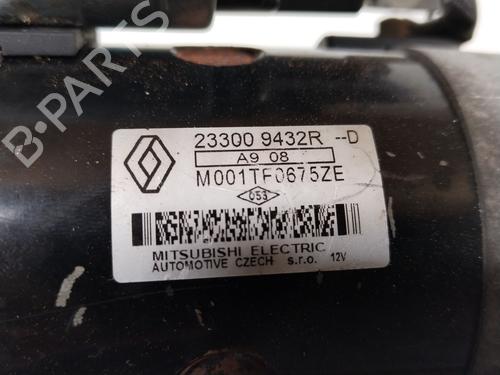 23300 9432R --D
A9 08
M001TF0675ZE
053
MITSUBISHI ELECTRIC
AUTOMOTIVE CZECH s.r.o. 12V
B-PARTS